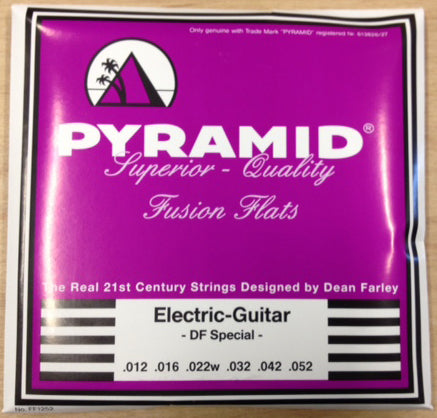 Only genuine with Trade Mark "PYRAMID" registered №. 613626/27
PYRAMID®
Superior - Quality
Fusion Flats
The Real 21st Century Strings Designed by Dean Farley
Electric-Guitar
- DF Special -
.012 .016 .022w .032 .042 .052
No. FF1252